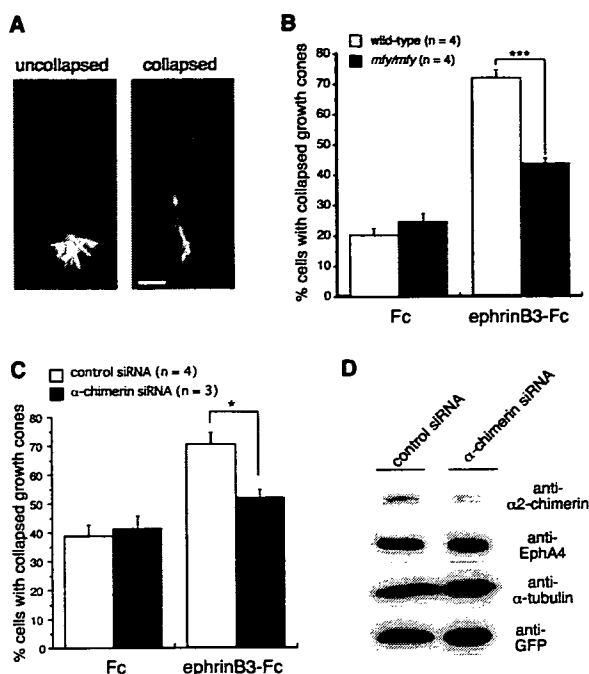 A
uncollapsed collapsed
B
wild-type (n = 4)
mfy/mfy (n = 4)
% cells with collapsed growth cones
80
70
60
50
40
30
20
10
0
***
Fc ephrinB3-Fc
C
control siRNA (n = 4)
α-chimerin siRNA (n = 3)
% cells with collapsed growth cones
80
70
60
50
40
30
20
10
0
*
Fc ephrinB3-Fc
D
control siRNA
α-chimerin siRNA
anti-
α2-chimerin
anti-
EphA4
anti-
α-tubulin
anti-
GFP